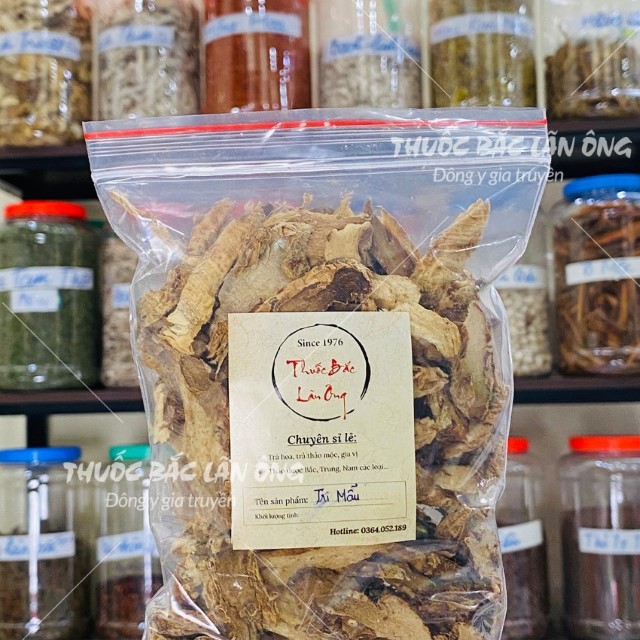 THUỐC BẮC LÃN ÔNG
Đông y gia truyền
Since 1976
Thuốc Bắc
Lãn Ông
Chuyên sỉ lẻ:
Trà hoa, trà thảo mộc, gia vị
Thảo dược Bắc, Trung, Nam các loại...
THUỐC BẮC LÃN ÔNG
Đông y gia truyền
Tên sản phẩm: Tri Mẫu
Khối lượng tịnh:
Hotline: 0364.052.189